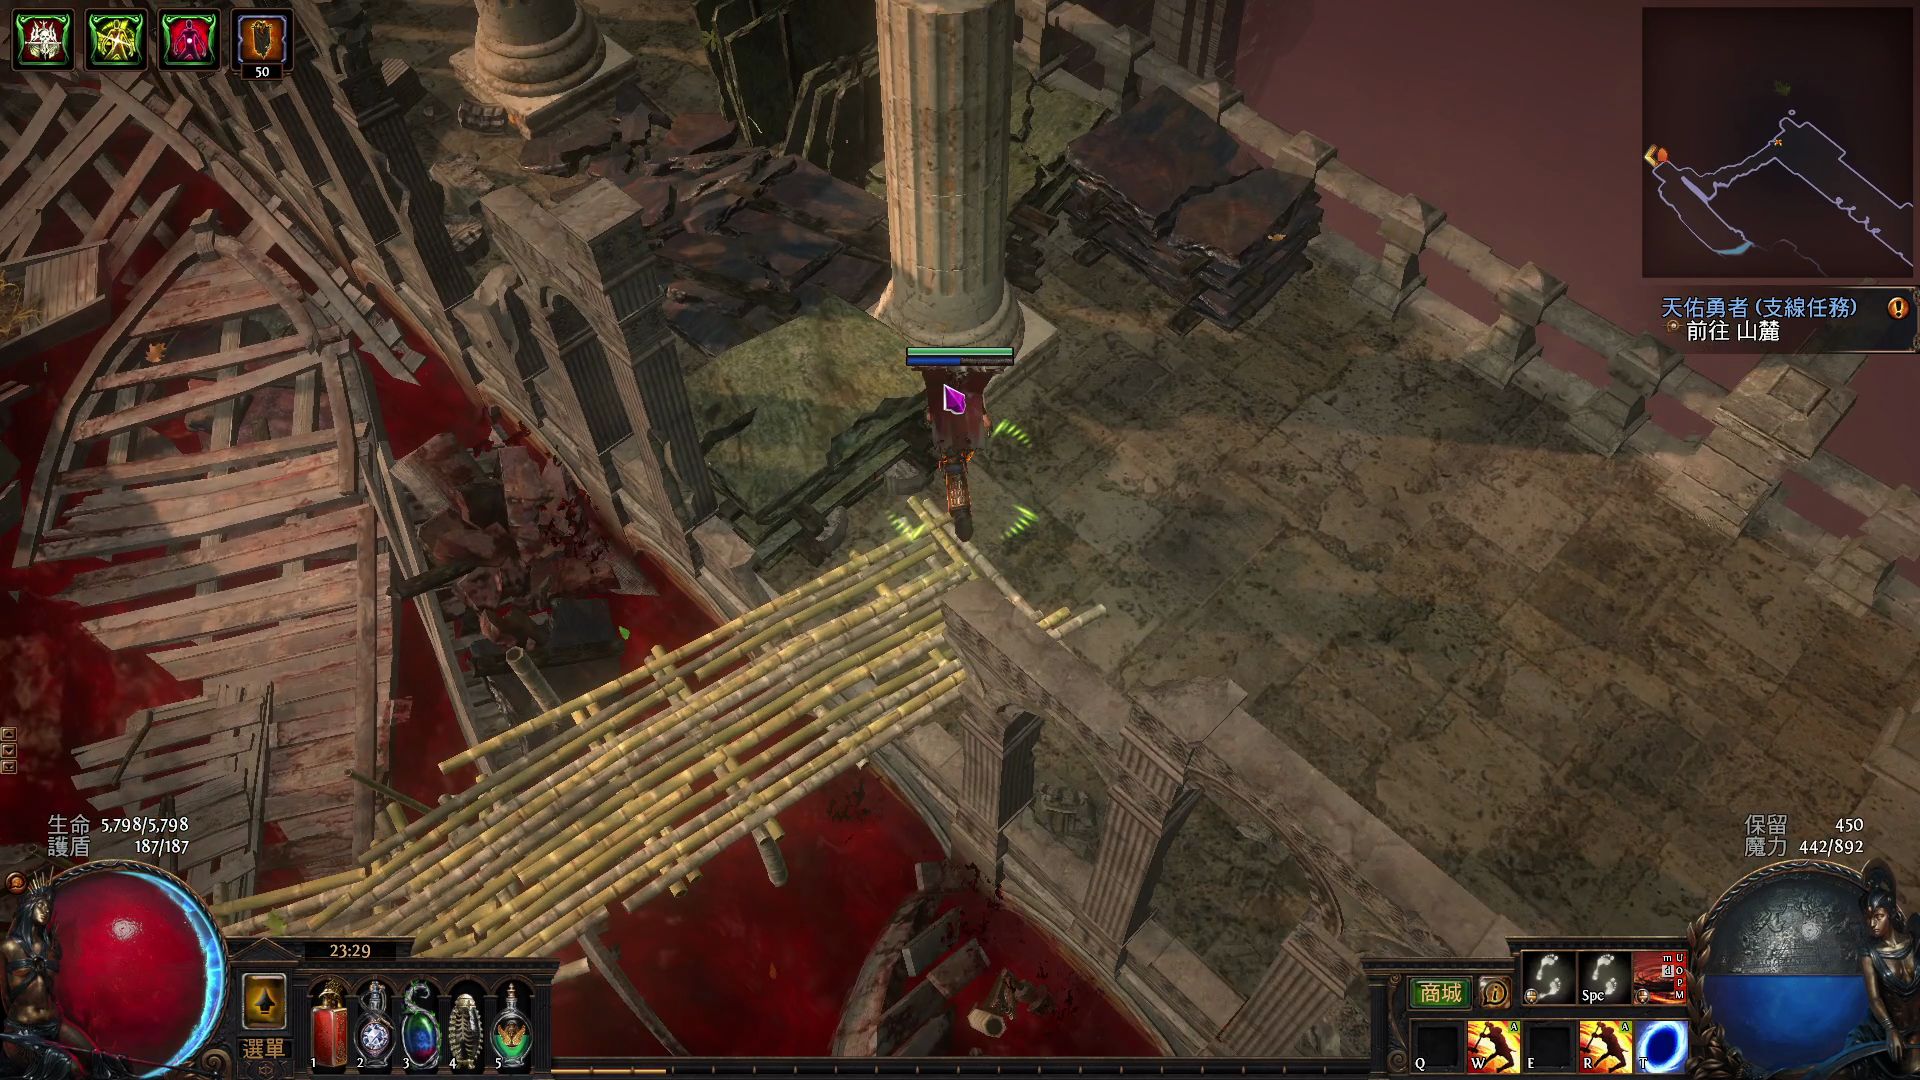 50
天佑勇者 (支線任務)
前往 山麓
生命 5,798/5,798
護盾 187/187
保留 450
魔力 442/892
23:29
選單
1 2 3 4 5
商城
Spc
m U
d O
P
M
Q W E R T
A A